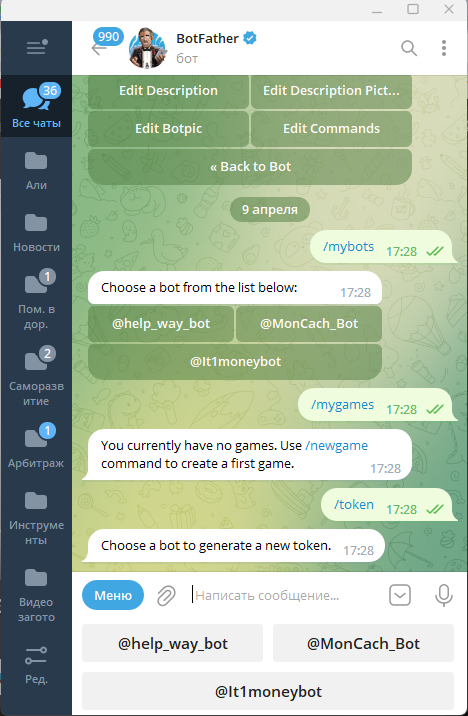 990
BotFather
бот
36
Все чаты
Али
Новости
1
Пом. в
дор.
2
Саморазв
итие
1
Арбитраж
Инструме
нты
Видео
загото
Ред.
Edit Description
Edit Description Pict...
Edit Botpic
Edit Commands
« Back to Bot
9 апреля
/mybots 17:28
Choose a bot from the list below: 17:28
@help_way_bot
@MonCach_Bot
@It1moneybot
/mygames 17:28
You currently have no games. Use /newgame
command to create a first game. 17:28
/token 17:28
Choose a bot to generate a new token. 17:28
Меню
Написать сообщение...
@help_way_bot
@MonCach_Bot
@It1moneybot